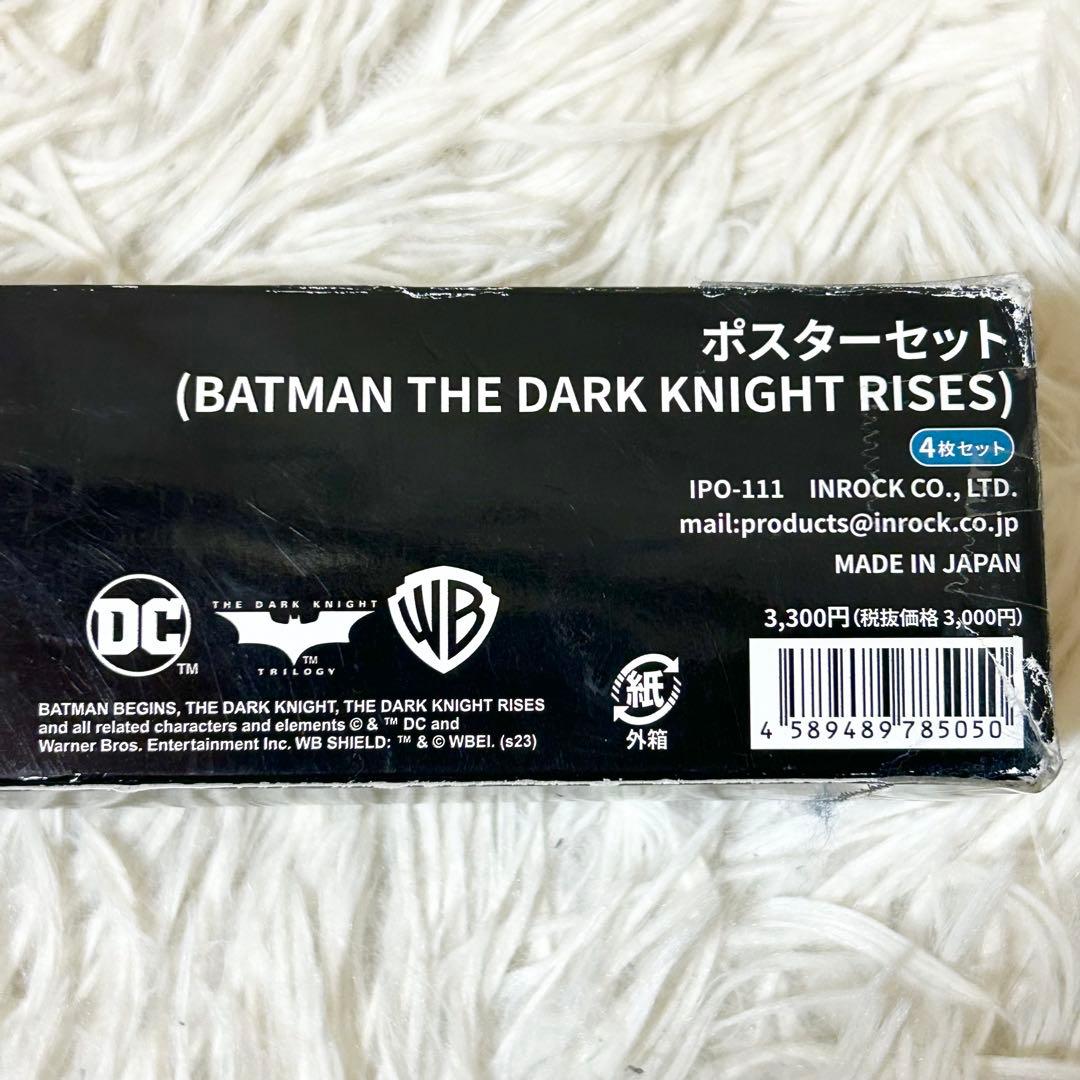 ポスターセット
(BATMAN THE DARK KNIGHT RISES)
4枚セット
IPO-111 INROCK CO., LTD.
mail:products@inrock.co.jp
MADE IN JAPAN
3,300円(税抜価格 3,000円)
4 589489 785050
DC TM
THE DARK KNIGHT
TM
TRILOGY
WB
紙
外箱
BATMAN BEGINS, THE DARK KNIGHT, THE DARK KNIGHT RISES
and all related characters and elements © & ™ DC and
Warner Bros. Entertainment Inc. WB SHIELD: ™ & © WBEI. (s23)